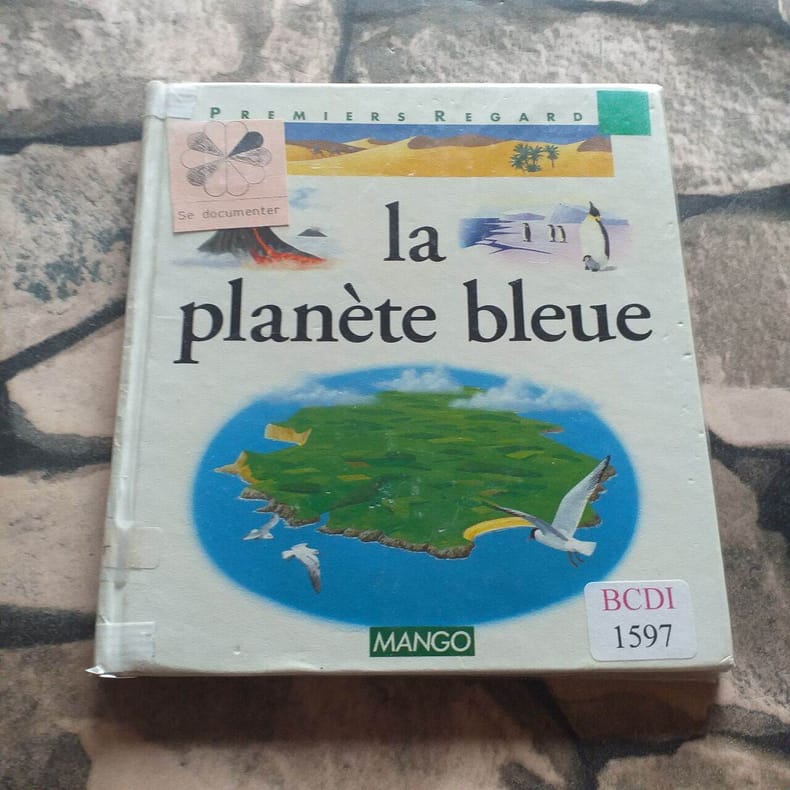 PREMIERS REGARD
Se documenter
la
planète bleue
MANGO
BCDI
1597